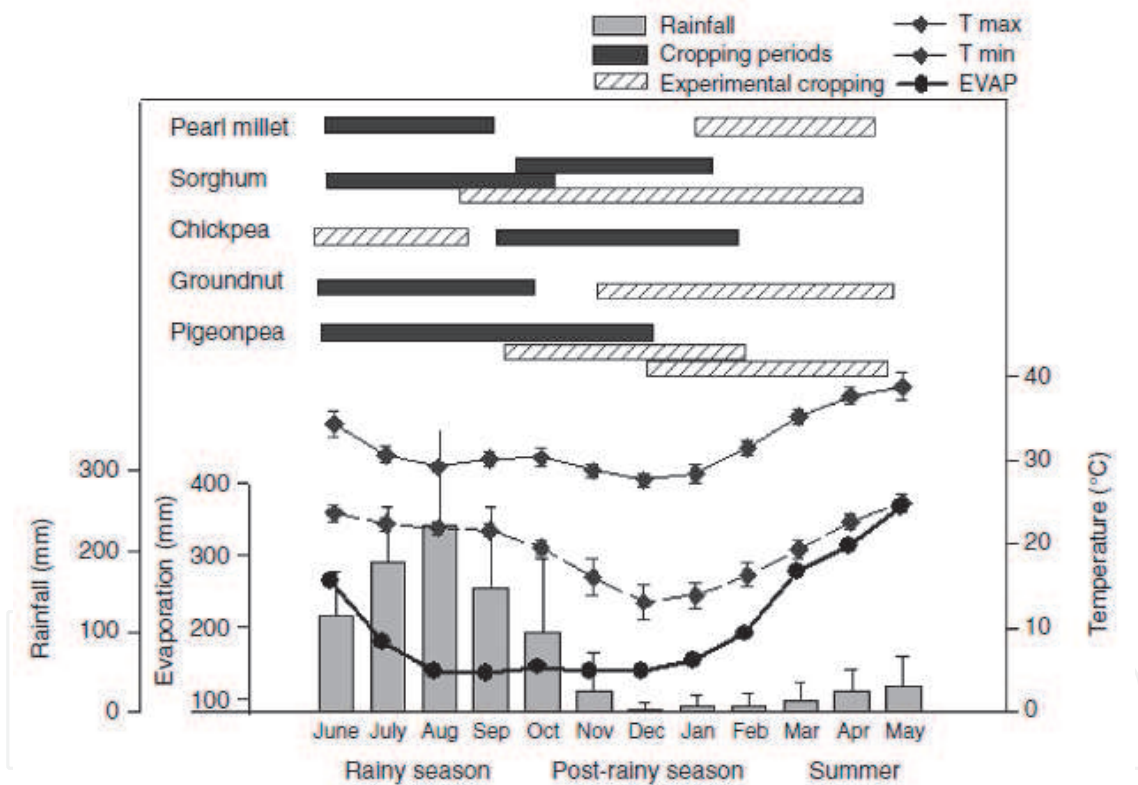 Rainfall
T max
Cropping periods
T min
Experimental cropping
EVAP
Pearl millet
Sorghum
Chickpea
Groundnut
Pigeonpea
Rainfall (mm)
300
200
100
0
Evaporation (mm)
400
300
200
100
Temperature (°C)
40
30
20
10
0
June July Aug Sep Oct Nov Dec Jan Feb Mar Apr May
Rainy season Post-rainy season Summer